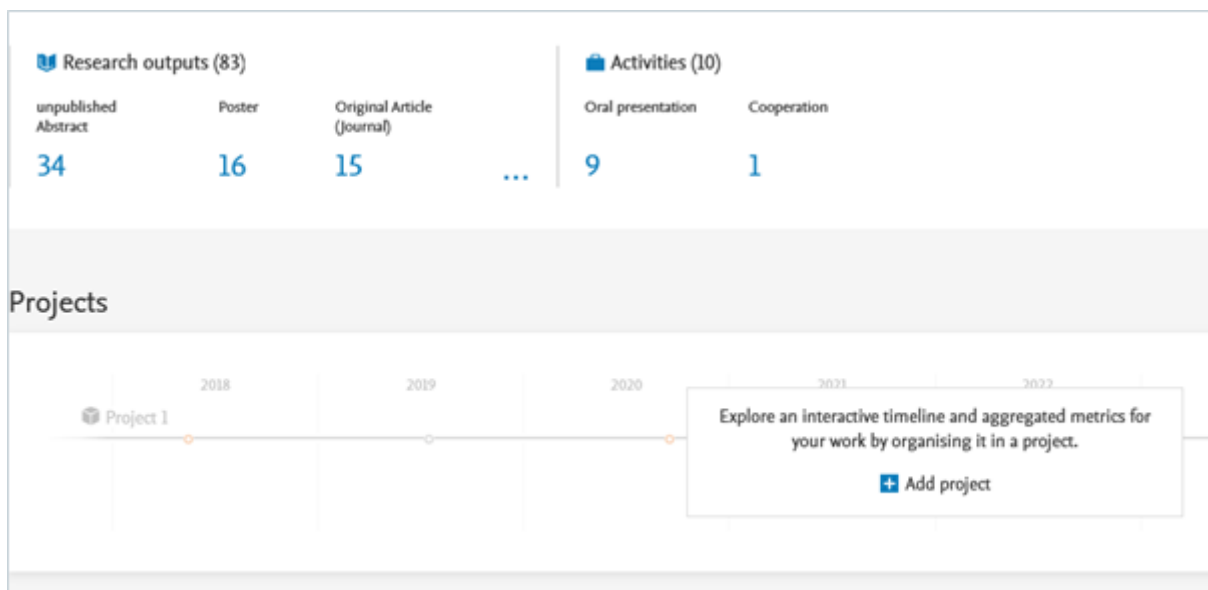 Research outputs (83)
unpublished
Abstract
34
Poster
16
Original Article
(Journal)
15
...
Activities (10)
Oral presentation
9
Cooperation
1
Projects
2018
2019
2020
2021
2022
Project 1
Explore an interactive timeline and aggregated metrics for
your work by organising it in a project.
Add project